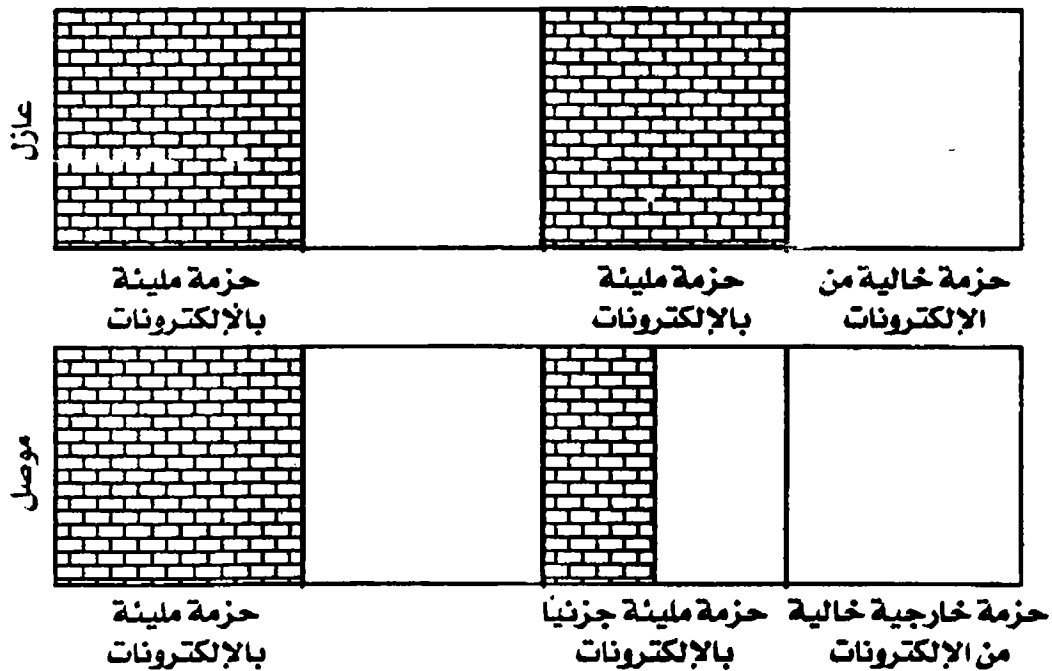 عازل
حزمة خالية من
الإلكترونات
حزمة مليئة
بالإلكترونات
حزمة مليئة
بالإلكترونات
موصل
حزمة خارجية خالية
من الإلكترونات
حزمة مليئة جزئيًا
بالإلكترونات
حزمة مليئة
بالإلكترونات